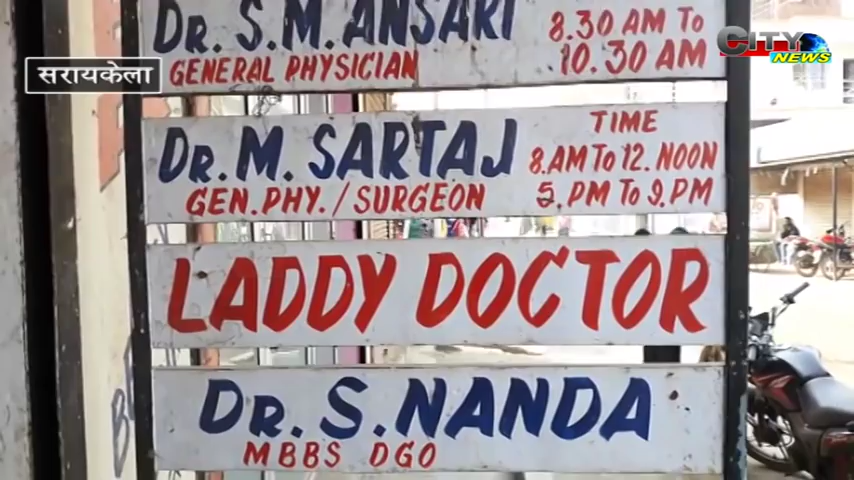 DR. S. M. ANSARI 8.30 AM TO
GENERAL PHYSICIAN 10.30 AM
CITY
NEWS
सरायकेला
TIME
DR. M. SARTAJ 8.AM TO 12.NOON
GEN.PHY./SURGEON 5.PM TO 9.PM
LADDY DOCTOR
DR. S. NANDA
MBBS DGO